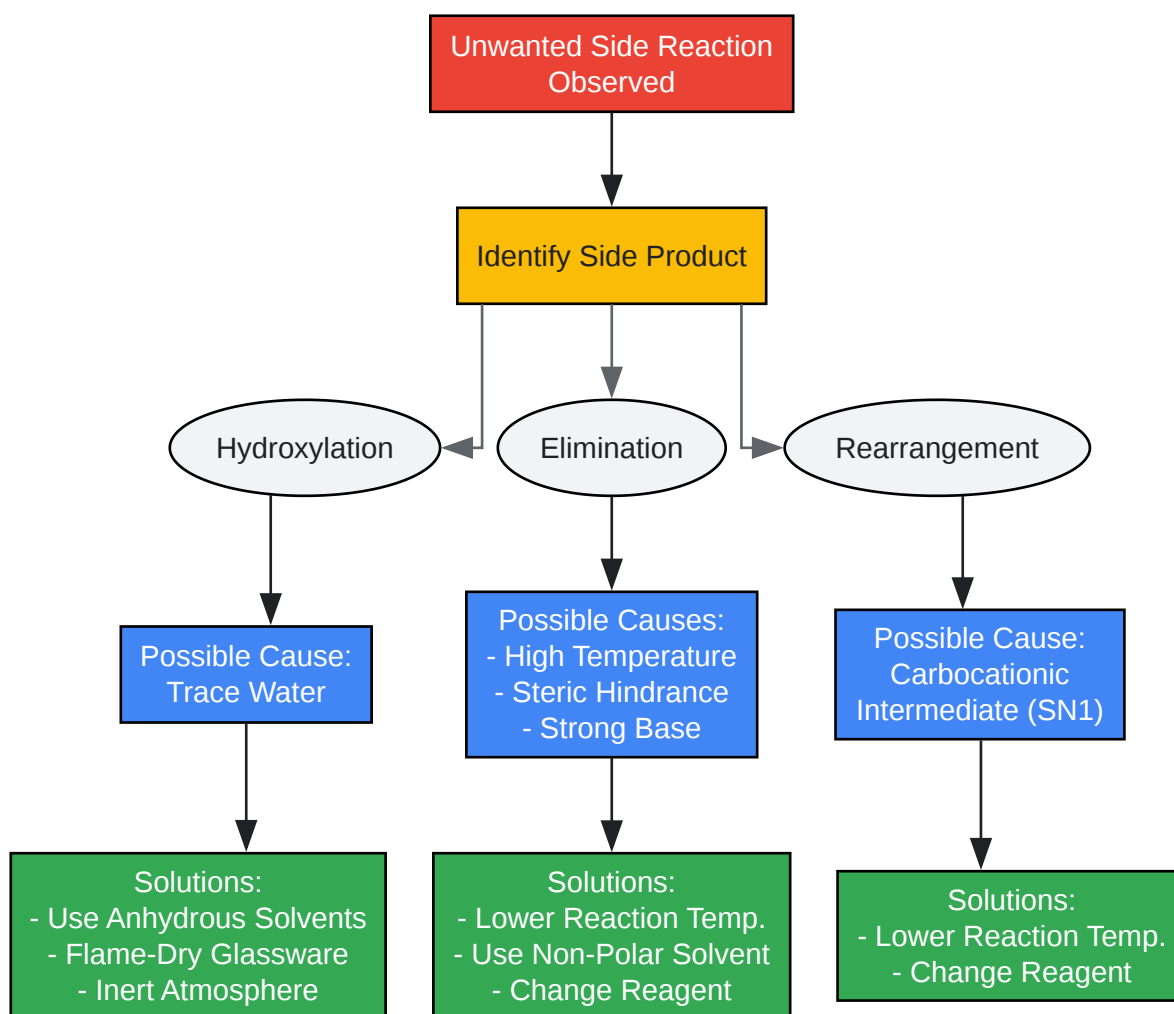 Unwanted Side Reaction
Observed
Identify Side Product
Hydroxylation
Elimination
Rearrangement
Possible Cause:
Trace Water
Possible Causes:
- High Temperature
- Steric Hindrance
- Strong Base
Possible Cause:
Carbocationic
Intermediate (SN1)
Solutions:
- Use Anhydrous Solvents
- Flame-Dry Glassware
- Inert Atmosphere
Solutions:
- Lower Reaction Temp.
- Use Non-Polar Solvent
- Change Reagent
Solutions:
- Lower Reaction Temp.
- Change Reagent